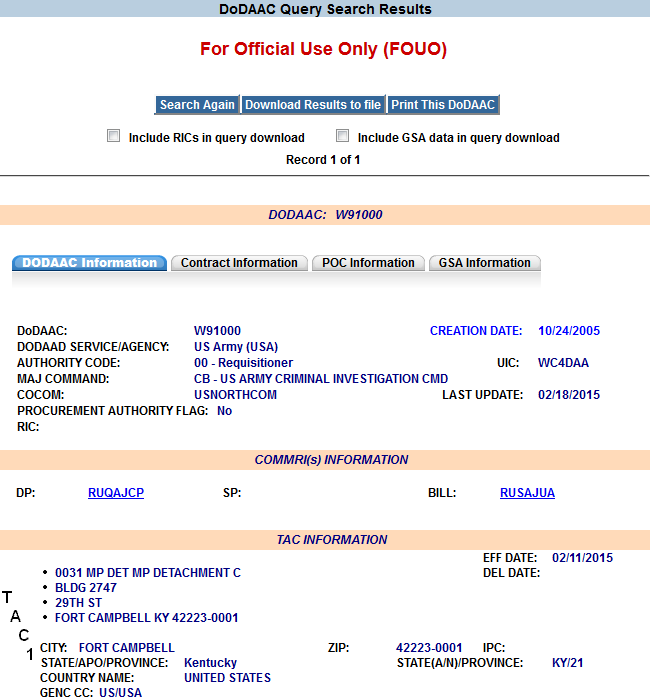 DoDAAC Query Search Results
For Official Use Only (FOUO)
Search Again Download Results to file Print This DoDAAC
Include RICs in query download Include GSA data in query download
Record 1 of 1
DODAAC: W91000
DODAAC Information Contract Information POC Information GSA Information
DoDAAC: W91000 CREATION DATE: 10/24/2005
DODAAD SERVICE/AGENCY: US Army (USA)
AUTHORITY CODE: 00 - Requisitioner UIC: WC4DAA
MAJ COMMAND: CB - US ARMY CRIMINAL INVESTIGATION CMD
COCOM: USNORTHCOM LAST UPDATE: 02/18/2015
PROCUREMENT AUTHORITY FLAG: No
RIC:
COMMRI(s) INFORMATION
DP: RUQAJCP SP: BILL: RUSAJUA
TAC INFORMATION
EFF DATE: 02/11/2015
DEL DATE:
TAC1
• 0031 MP DET MP DETACHMENT C
• BLDG 2747
• 29TH ST
• FORT CAMPBELL KY 42223-0001
CITY: FORT CAMPBELL ZIP: 42223-0001 IPC:
STATE/APO/PROVINCE: Kentucky STATE(A/N)/PROVINCE: KY/21
COUNTRY NAME: UNITED STATES
GENC CC: US/USA